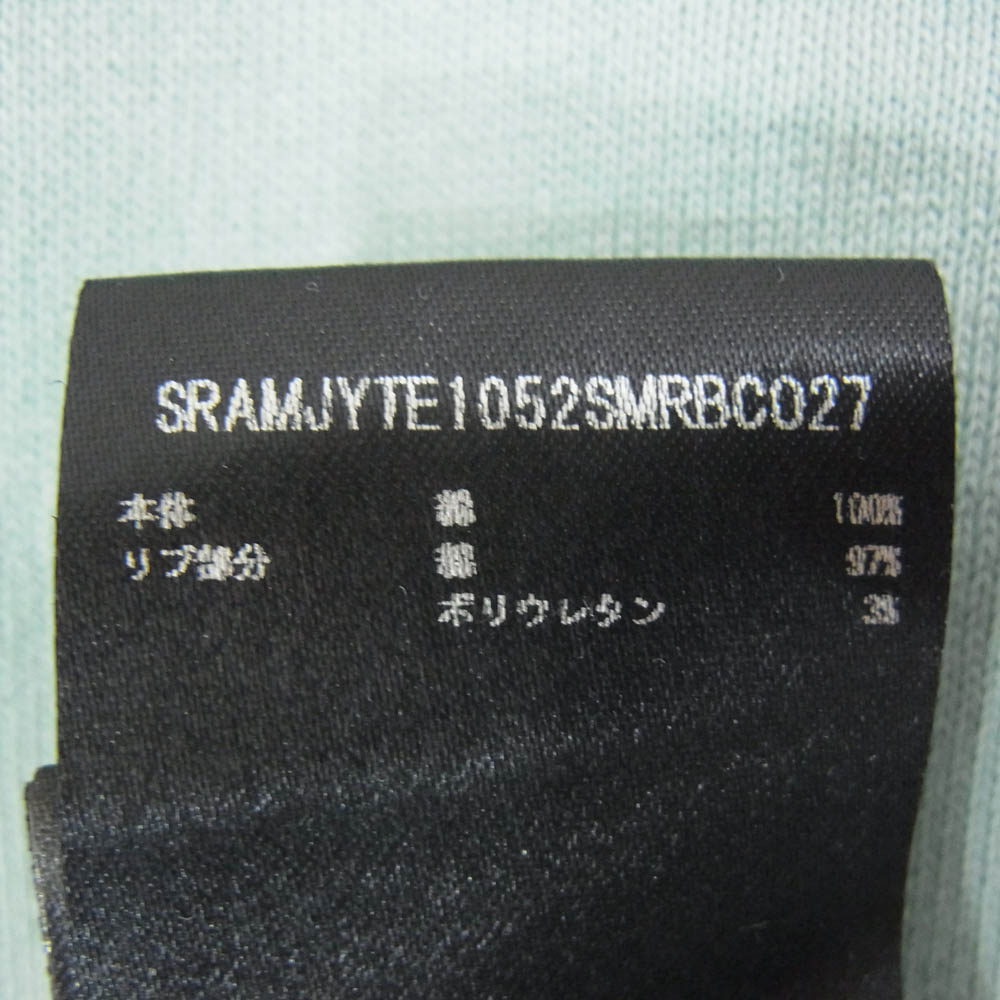 SRAMJYTE1052SMRBC027
本体 綿 100%
リブ部分 綿 97%
ポリウレタン 3%